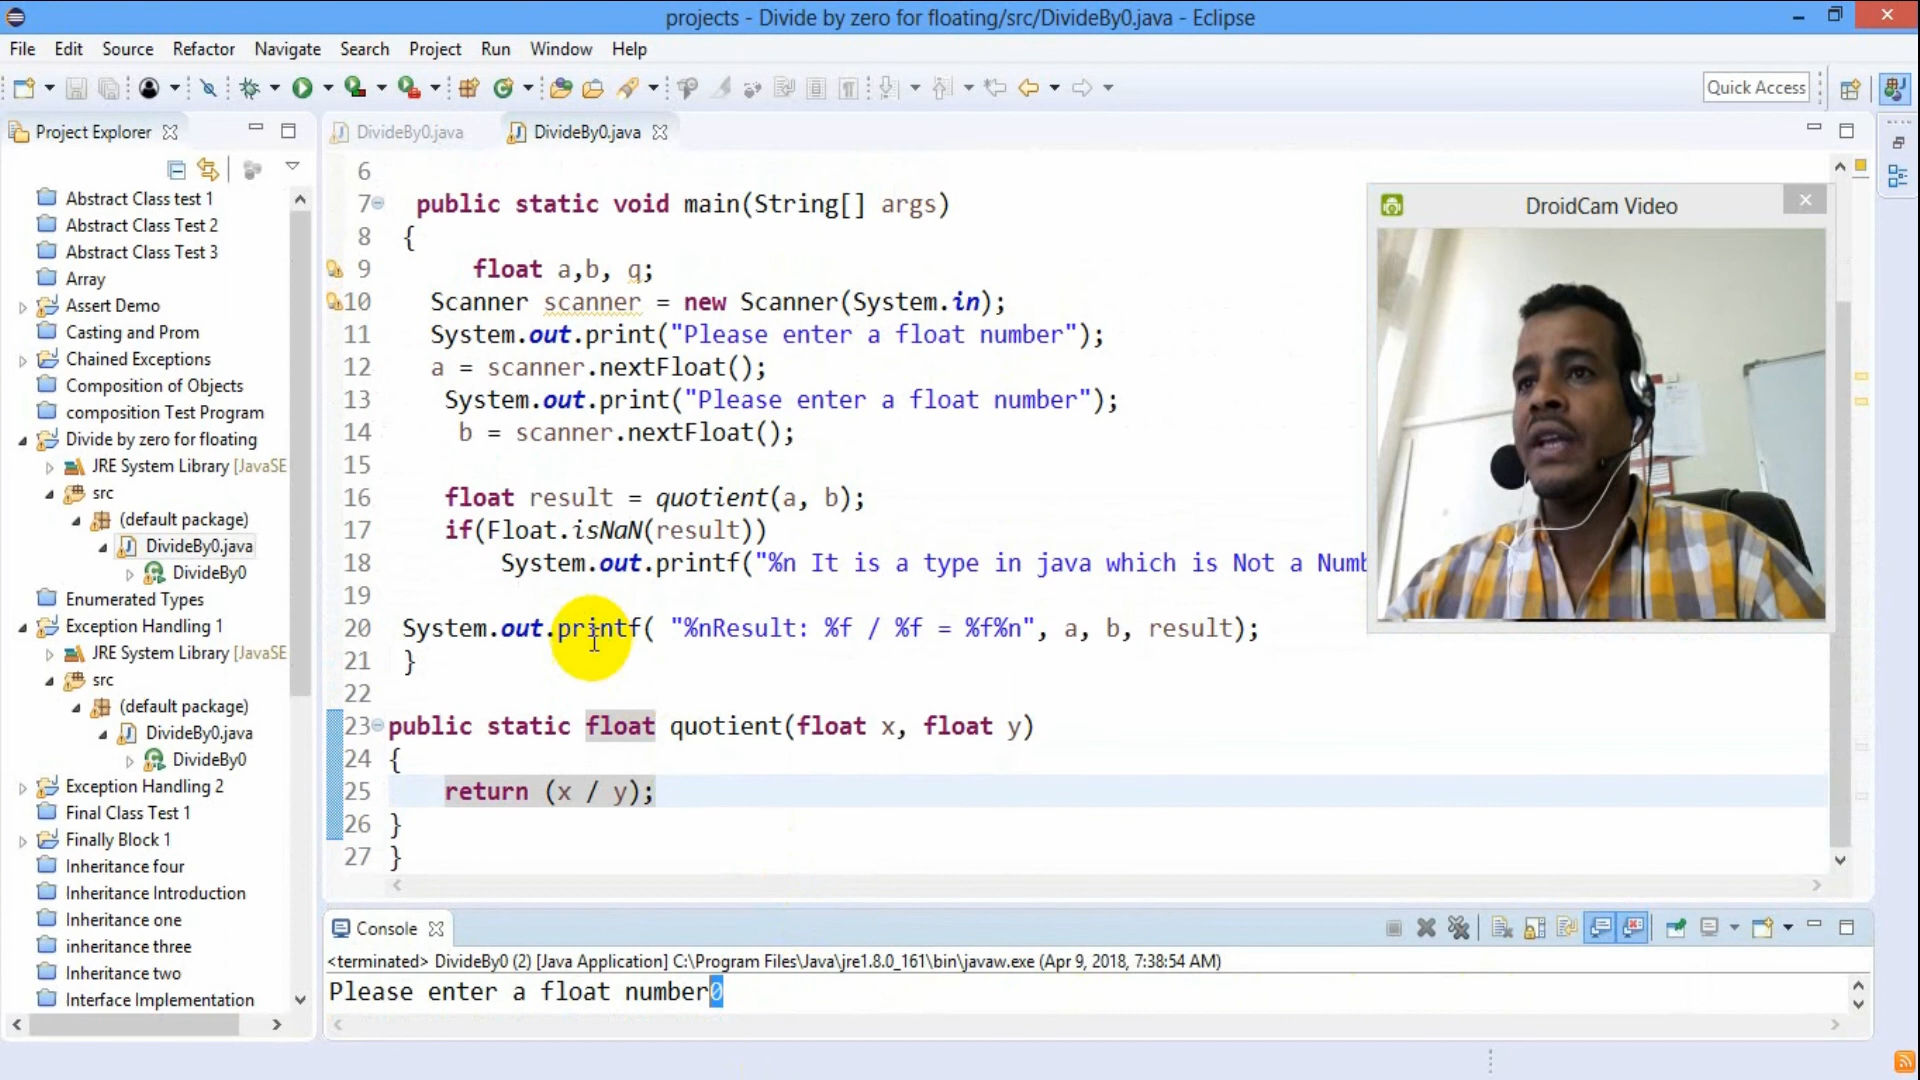 projects - Divide by zero for floating/src/DivideBy0.java - Eclipse
File Edit Source Refactor Navigate Search Project Run Window Help
Quick Access
Project Explorer
Abstract Class test 1
Abstract Class Test 2
Abstract Class Test 3
Array
Assert Demo
Casting and Prom
Chained Exceptions
Composition of Objects
composition Test Program
Divide by zero for floating
JRE System Library [JavaSE
src
(default package)
DivideBy0.java
DivideBy0
Enumerated Types
Exception Handling 1
JRE System Library [JavaSE
src
(default package)
DivideBy0.java
DivideBy0
Exception Handling 2
Final Class Test 1
Finally Block 1
Inheritance four
Inheritance Introduction
Inheritance one
inheritance three
Inheritance two
Interface Implementation
DivideBy0.java DivideBy0.java
6
7 public static void main(String[] args)
8 {
9 float a,b, q;
10 Scanner scanner = new Scanner(System.in);
11 System.out.print("Please enter a float number");
12 a = scanner.nextFloat();
13 System.out.print("Please enter a float number");
14 b = scanner.nextFloat();
15
16 float result = quotient(a, b);
17 if(Float.isNaN(result))
18 System.out.printf("%n It is a type in java which is Not a Numb
19
20 System.out.printf( "%nResult: %f / %f = %f%n", a, b, result);
21 }
22
23 public static float quotient(float x, float y)
24 {
25 return (x / y);
26 }
27 }
DroidCam Video
Console
<terminated> DivideBy0 (2) [Java Application] C:\Program Files\Java\jre1.8.0_161\bin\javaw.exe (Apr 9, 2018, 7:38:54 AM)
Please enter a float number0